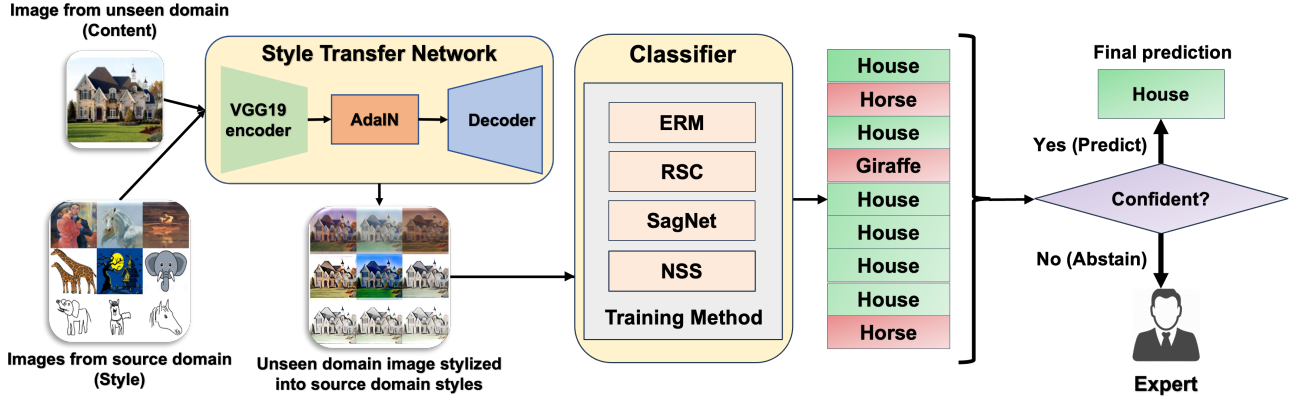 Image from unseen domain
(Content)
Style Transfer Network
VGG19
encoder
AdaIN
Decoder
Images from source domain
(Style)
Unseen domain image stylized
into source domain styles
Classifier
ERM
RSC
SagNet
NSS
Training Method
House
Horse
House
Giraffe
House
House
House
House
Horse
Final prediction
House
Yes (Predict)
Confident?
No (Abstain)
Expert